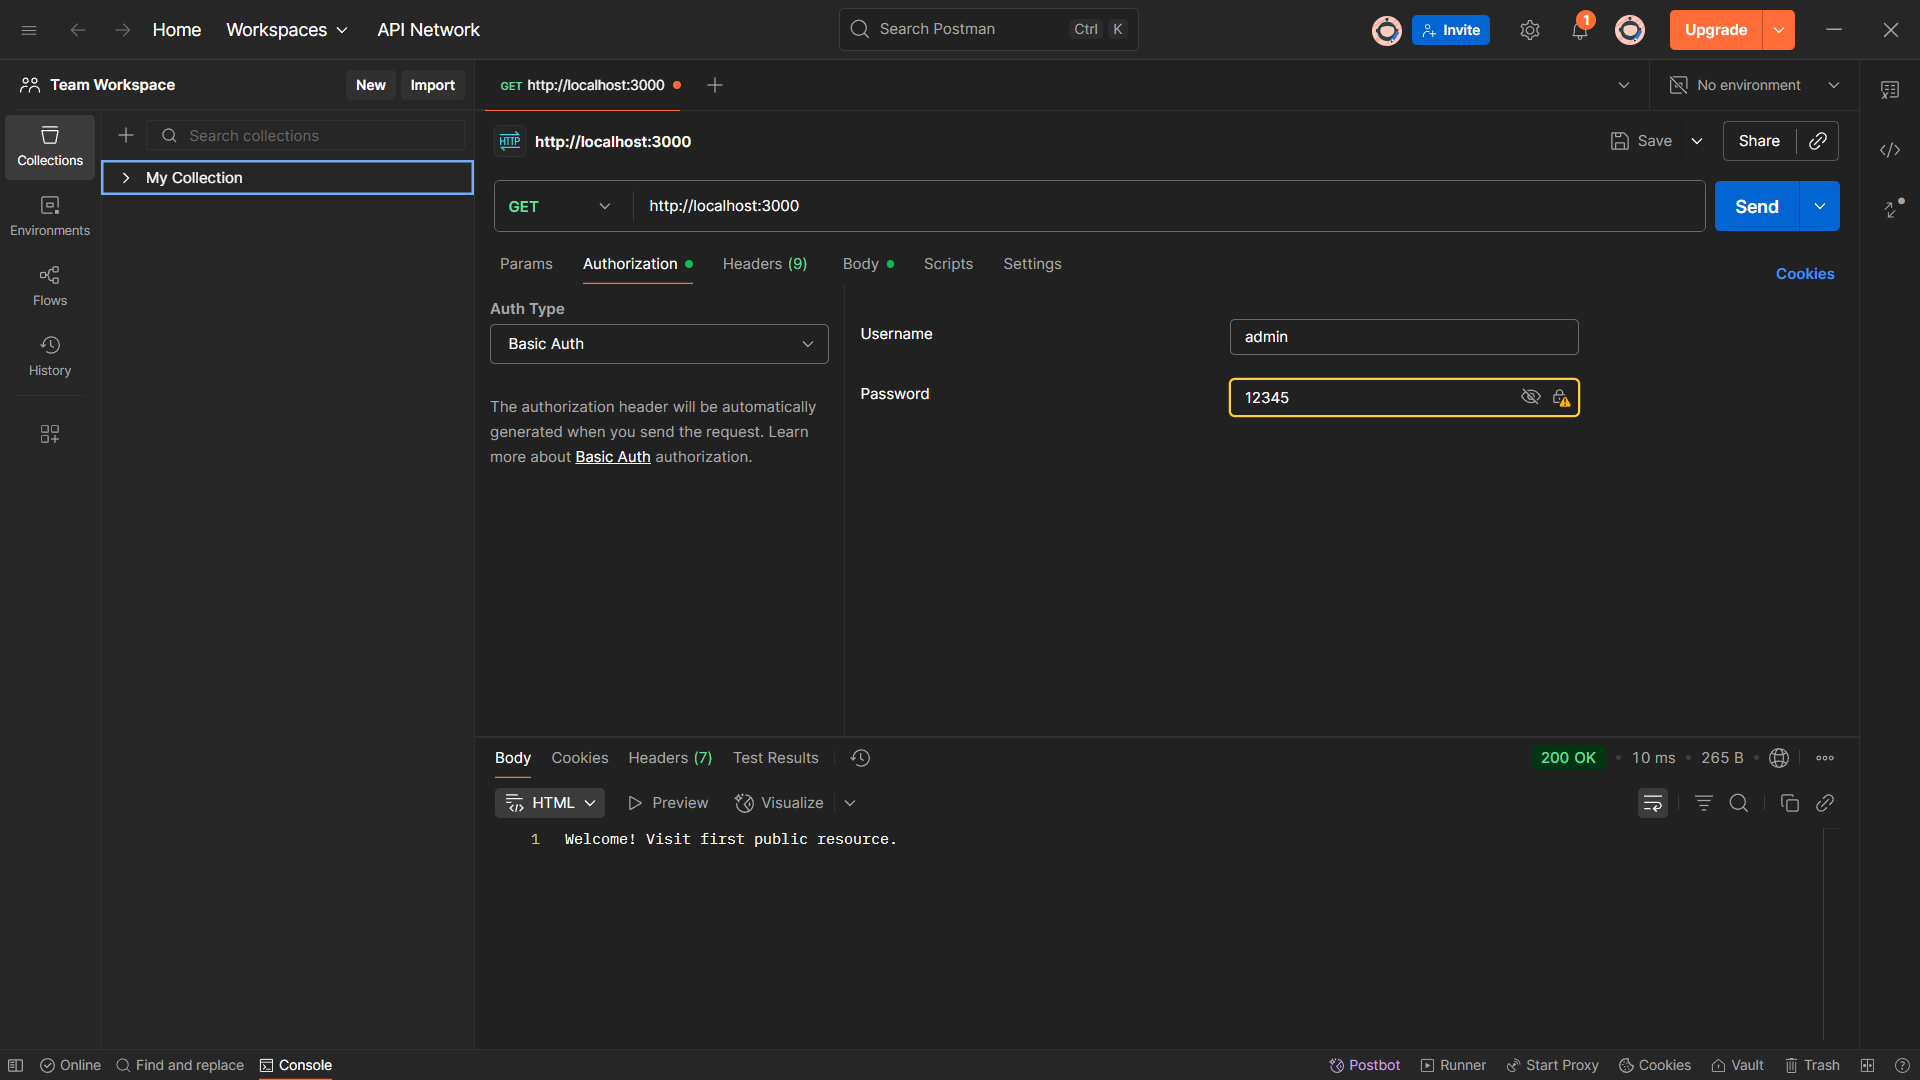 Home
Workspaces
API Network
Search Postman
Ctrl K
Invite
1
Upgrade
Team Workspace
New
Import
GET http://localhost:3000
No environment
Collections
Environments
Flows
History
Search collections
My Collection
HTTP
http://localhost:3000
Save
Share
GET
http://localhost:3000
Send
Params
Authorization
Headers (9)
Body
Scripts
Settings
Cookies
Auth Type
Basic Auth
The authorization header will be automatically
generated when you send the request. Learn
more about Basic Auth authorization.
Username
admin
Password
12345
Body
Cookies
Headers (7)
Test Results
200 OK
10 ms
265 B
HTML
Preview
Visualize
1 Welcome! Visit first public resource.
Online
Find and replace
Console
Postbot
Runner
Start Proxy
Cookies
Vault
Trash